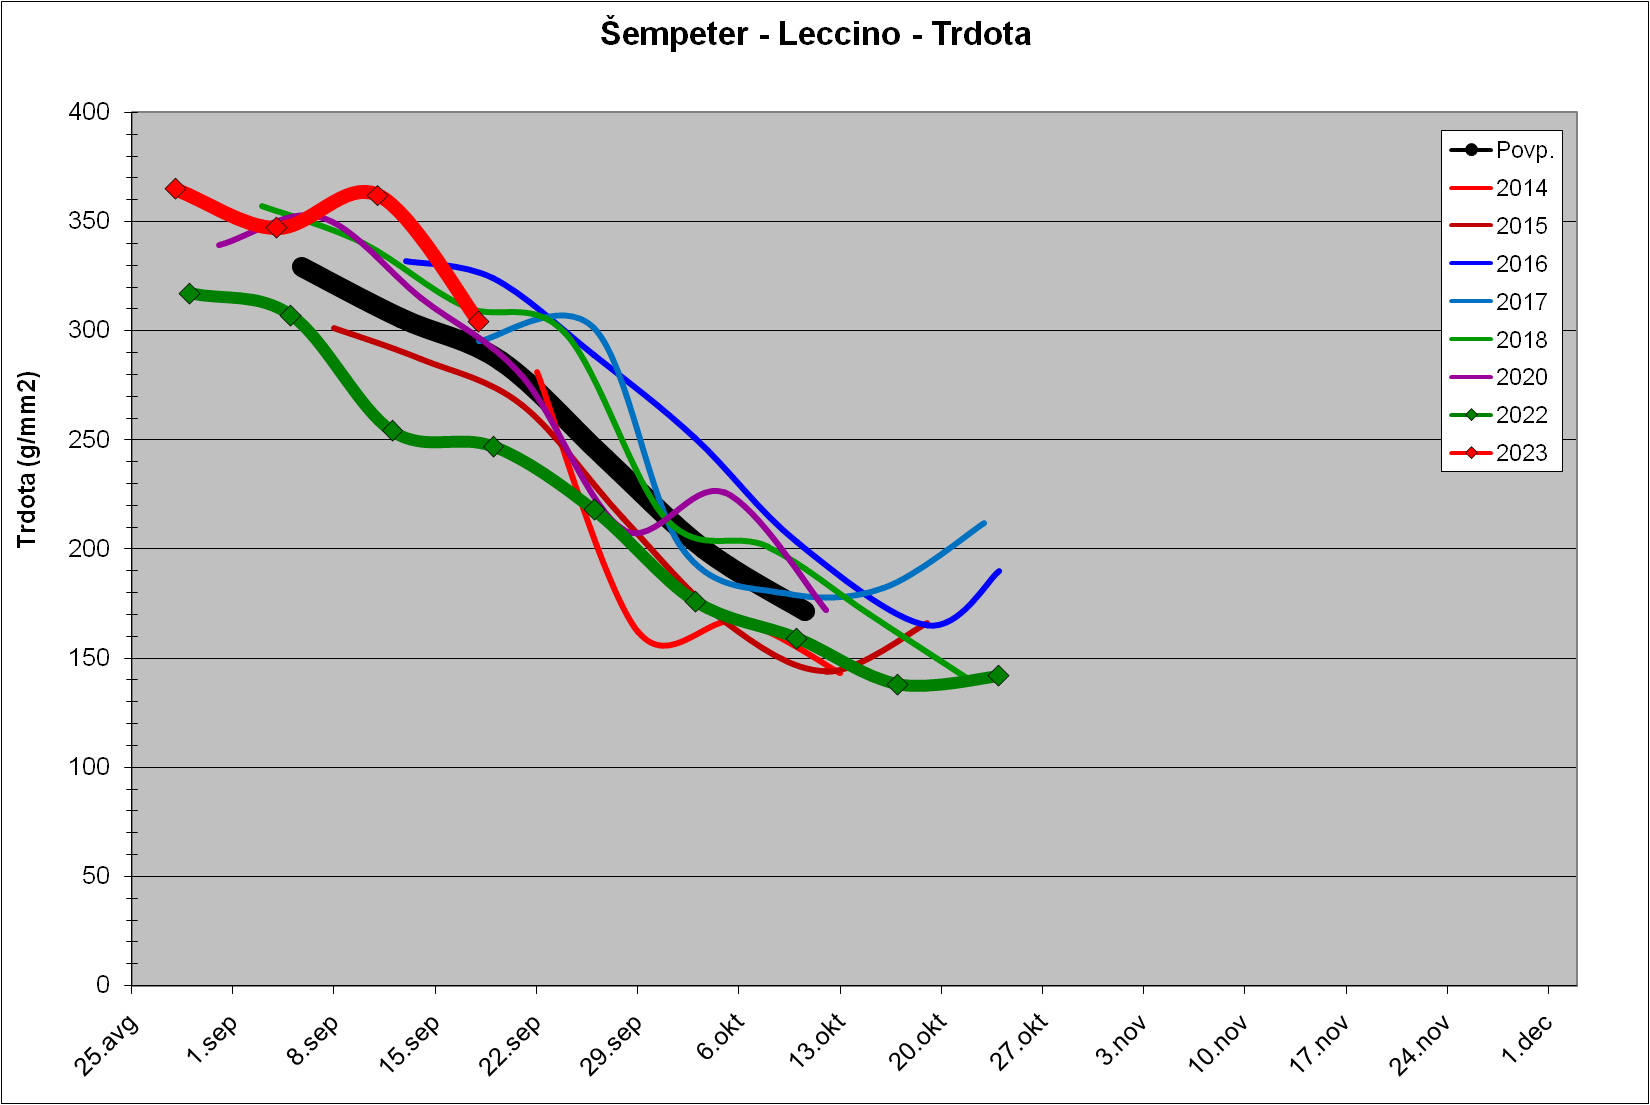 Šempeter - Leccino - Trdota
Trdota (g/mm2)
400
350
300
250
200
150
100
50
0
25.avg
1.sep
8.sep
15.sep
22.sep
29.sep
6.okt
13.okt
20.okt
27.okt
3.nov
10.nov
17.nov
24.nov
1.dec
Povp.
2014
2015
2016
2017
2018
2020
2022
2023